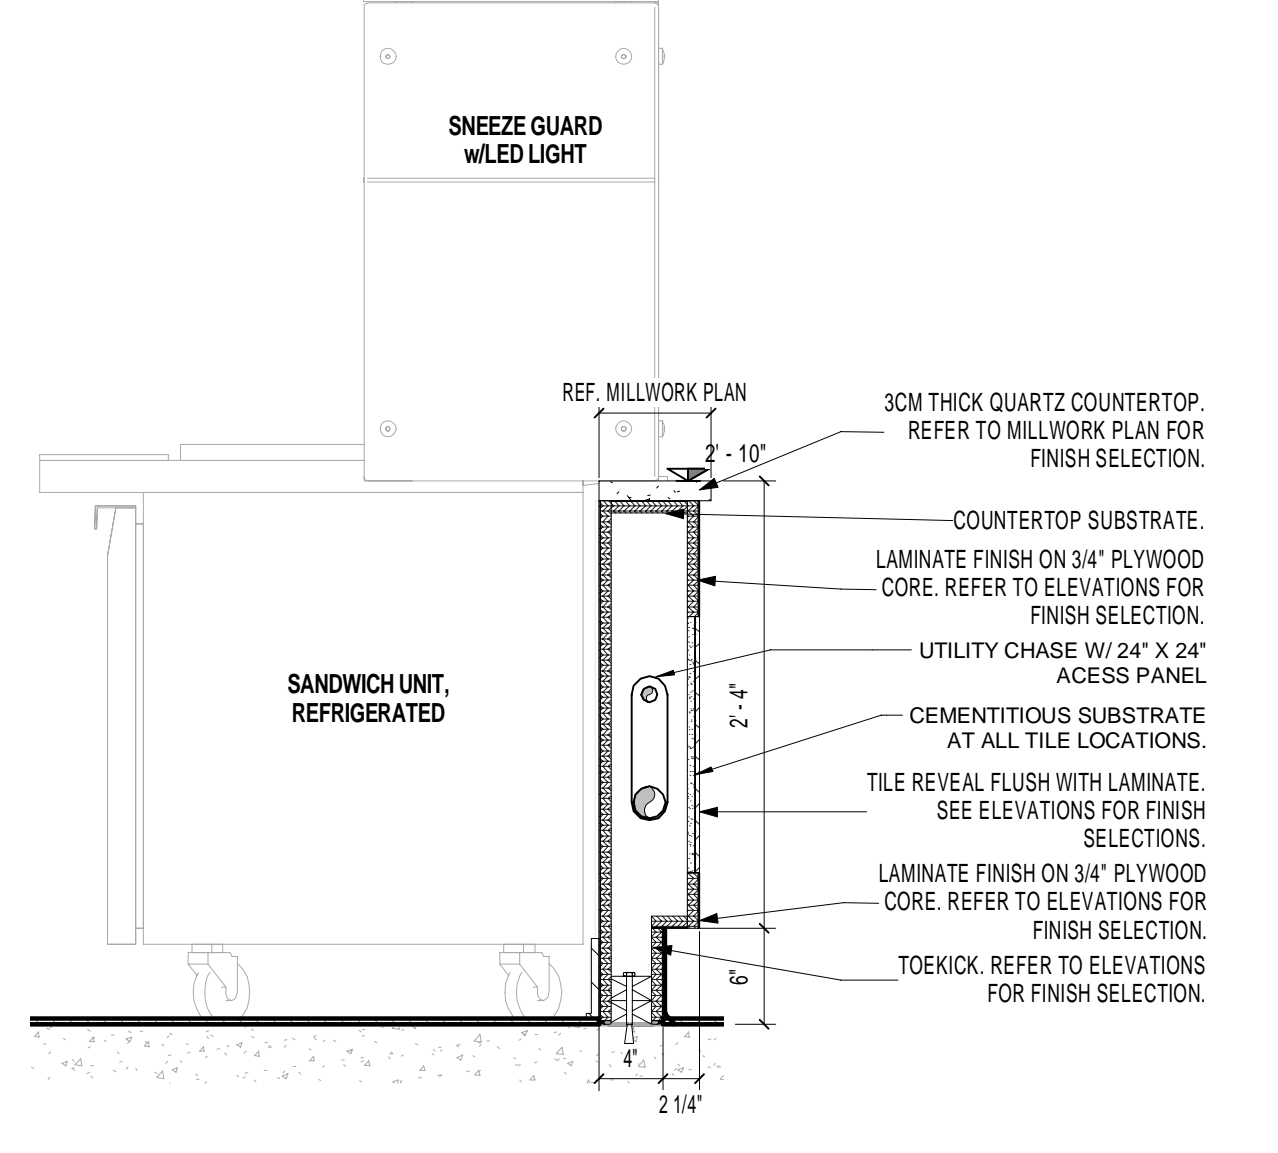 SNEEZE GUARD
w/LED LIGHT
REF. MILLWORK PLAN
2' - 10"
3CM THICK QUARTZ COUNTERTOP.
REFER TO MILLWORK PLAN FOR
FINISH SELECTION.
COUNTERTOP SUBSTRATE.
LAMINATE FINISH ON 3/4" PLYWOOD
CORE. REFER TO ELEVATIONS FOR
FINISH SELECTION.
UTILITY CHASE W/ 24" X 24"
ACESS PANEL
SANDWICH UNIT,
REFRIGERATED
2' - 4"
CEMENTITIOUS SUBSTRATE
AT ALL TILE LOCATIONS.
TILE REVEAL FLUSH WITH LAMINATE.
SEE ELEVATIONS FOR FINISH
SELECTIONS.
LAMINATE FINISH ON 3/4" PLYWOOD
CORE. REFER TO ELEVATIONS FOR
FINISH SELECTION.
TOEKICK. REFER TO ELEVATIONS
FOR FINISH SELECTION.
6"
4"
2 1/4"